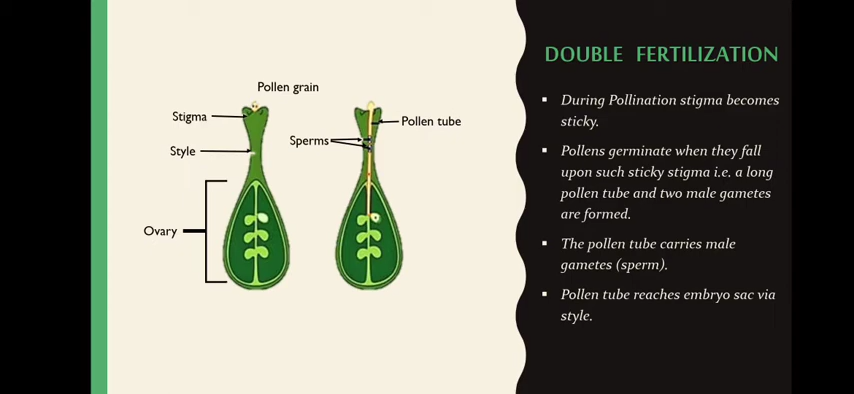 Pollen grain
Stigma
Style
Ovary
Sperms
Pollen tube
DOUBLE FERTILIZATION
▪ During Pollination stigma becomes
sticky.
▪ Pollens germinate when they fall
upon such sticky stigma i.e. a long
pollen tube and two male gametes
are formed.
▪ The pollen tube carries male
gametes (sperm).
▪ Pollen tube reaches embryo sac via
style.